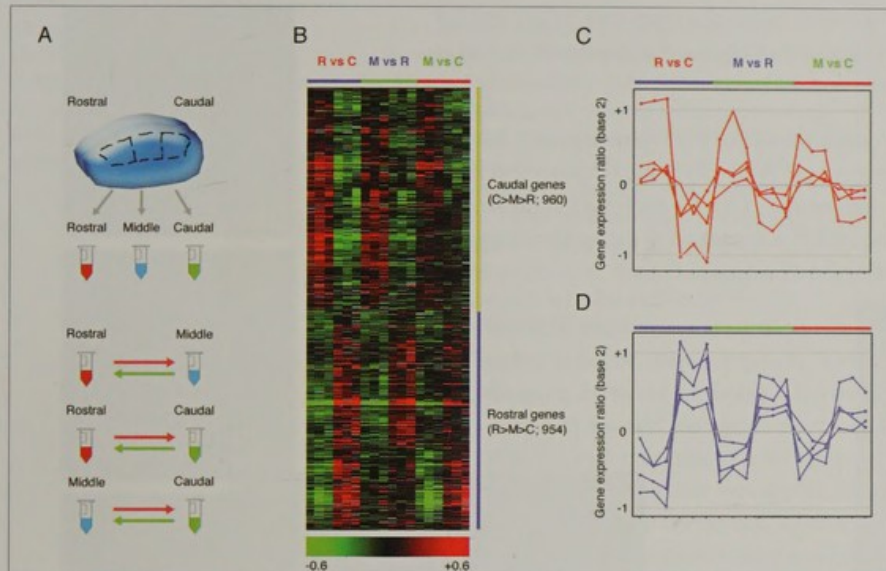 A
Rostral Caudal
Rostral Middle Caudal
Rostral Middle
Rostral Caudal
Middle Caudal
B
R vs C M vs R M vs C
Caudal genes
(C>M>R; 960)
Rostral genes
(R>M>C; 954)
-0.6 +0.6
C
R vs C M vs R M vs C
Gene expression ratio (base 2)
+1
0
-1
D
Gene expression ratio (base 2)
+1
0
-1